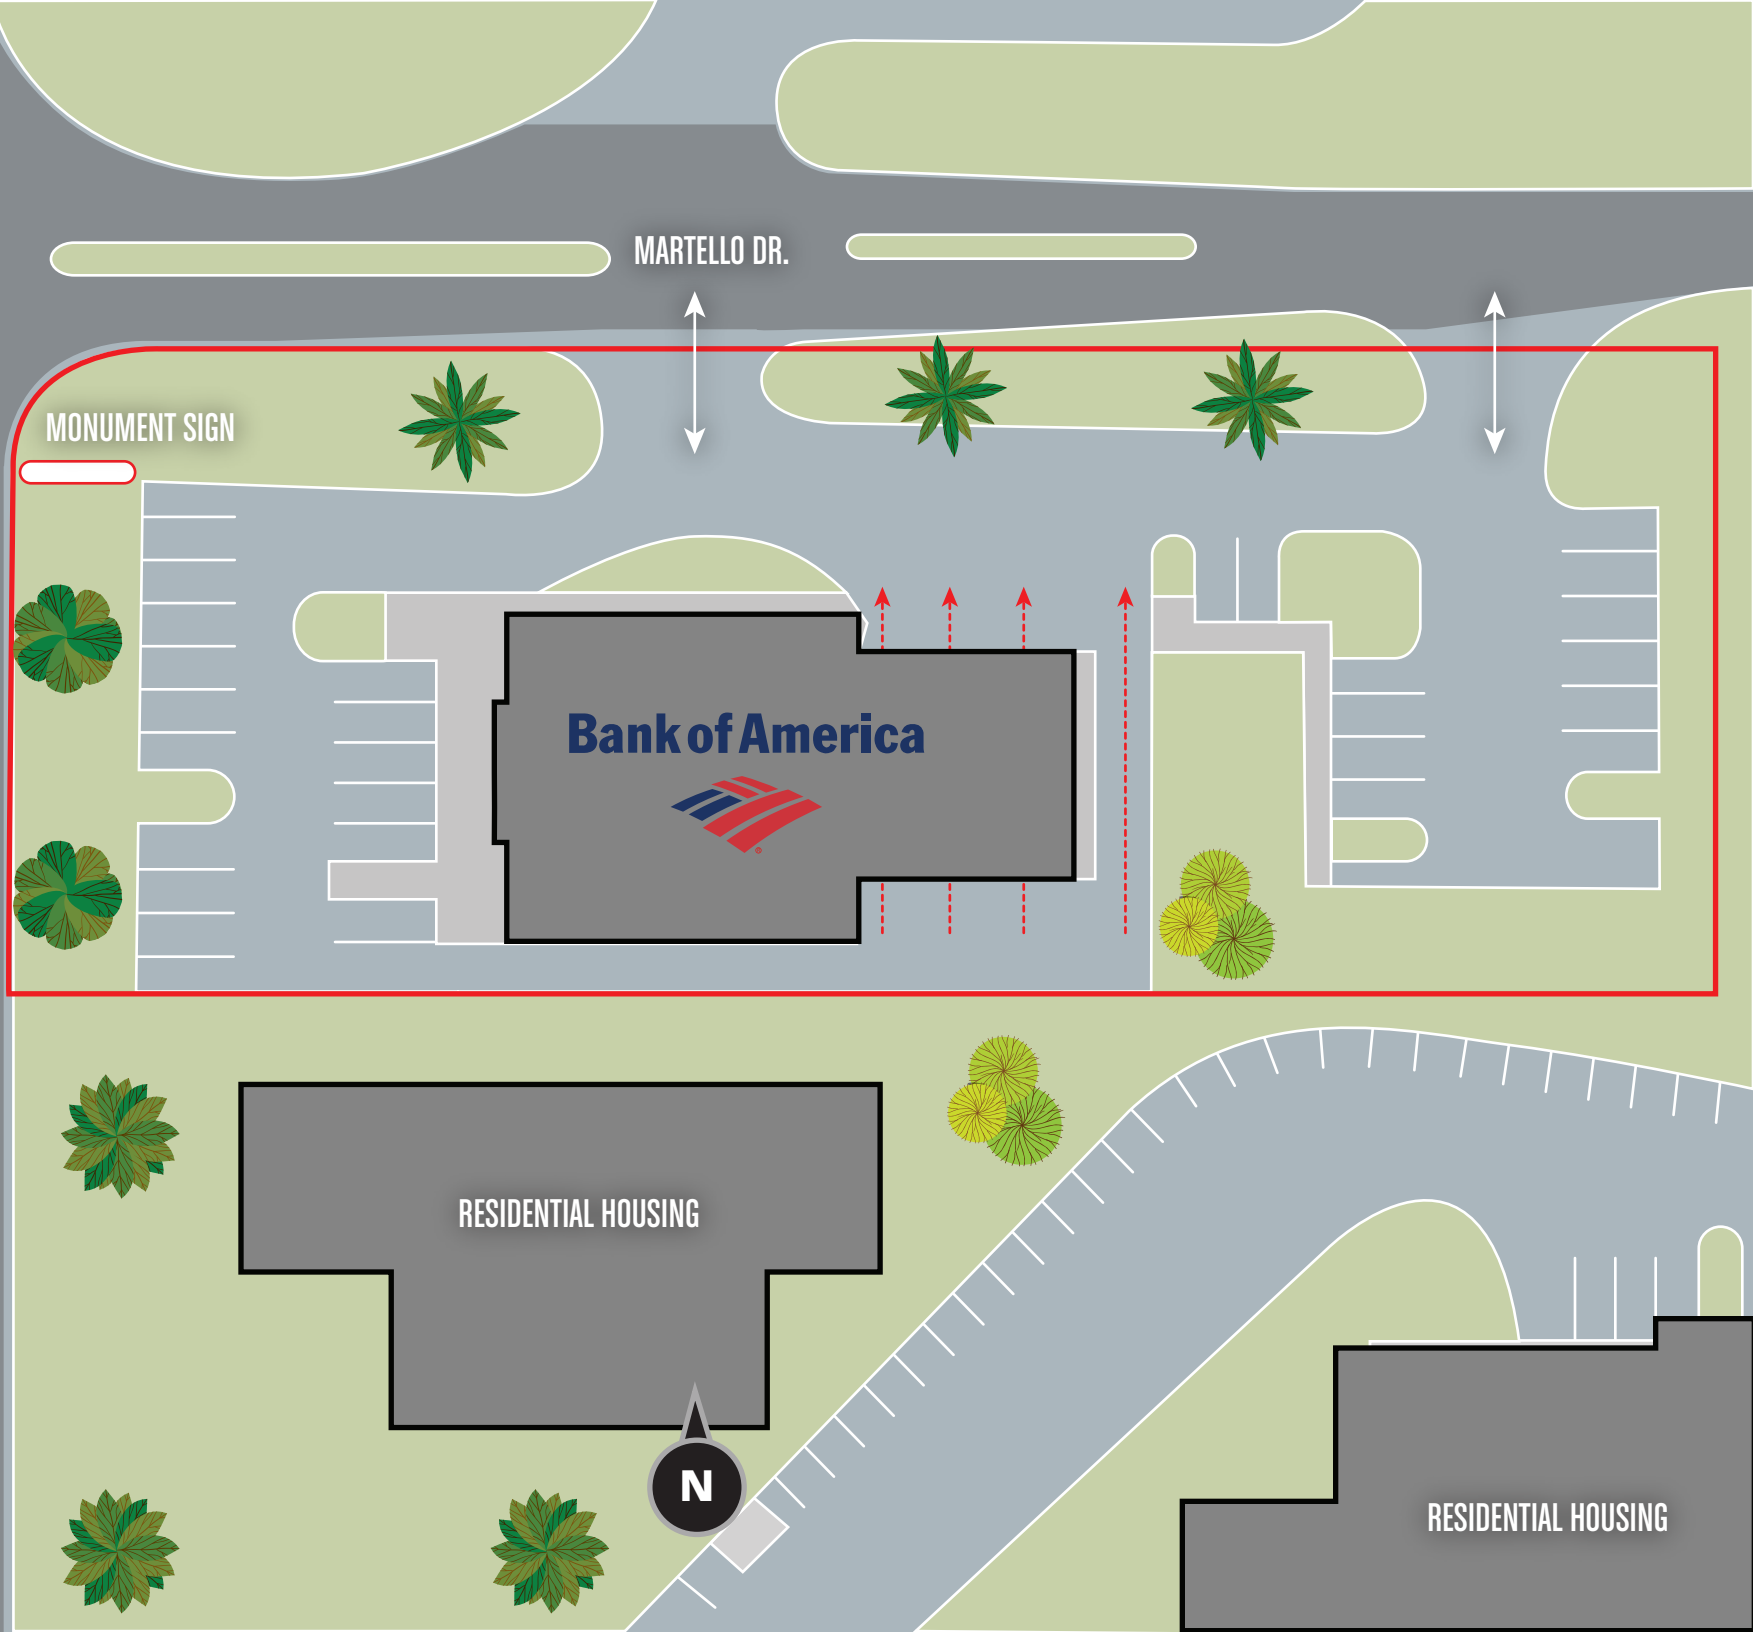 MARTELLO DR.
MONUMENT SIGN
Bank of America
RESIDENTIAL HOUSING
N
RESIDENTIAL HOUSING